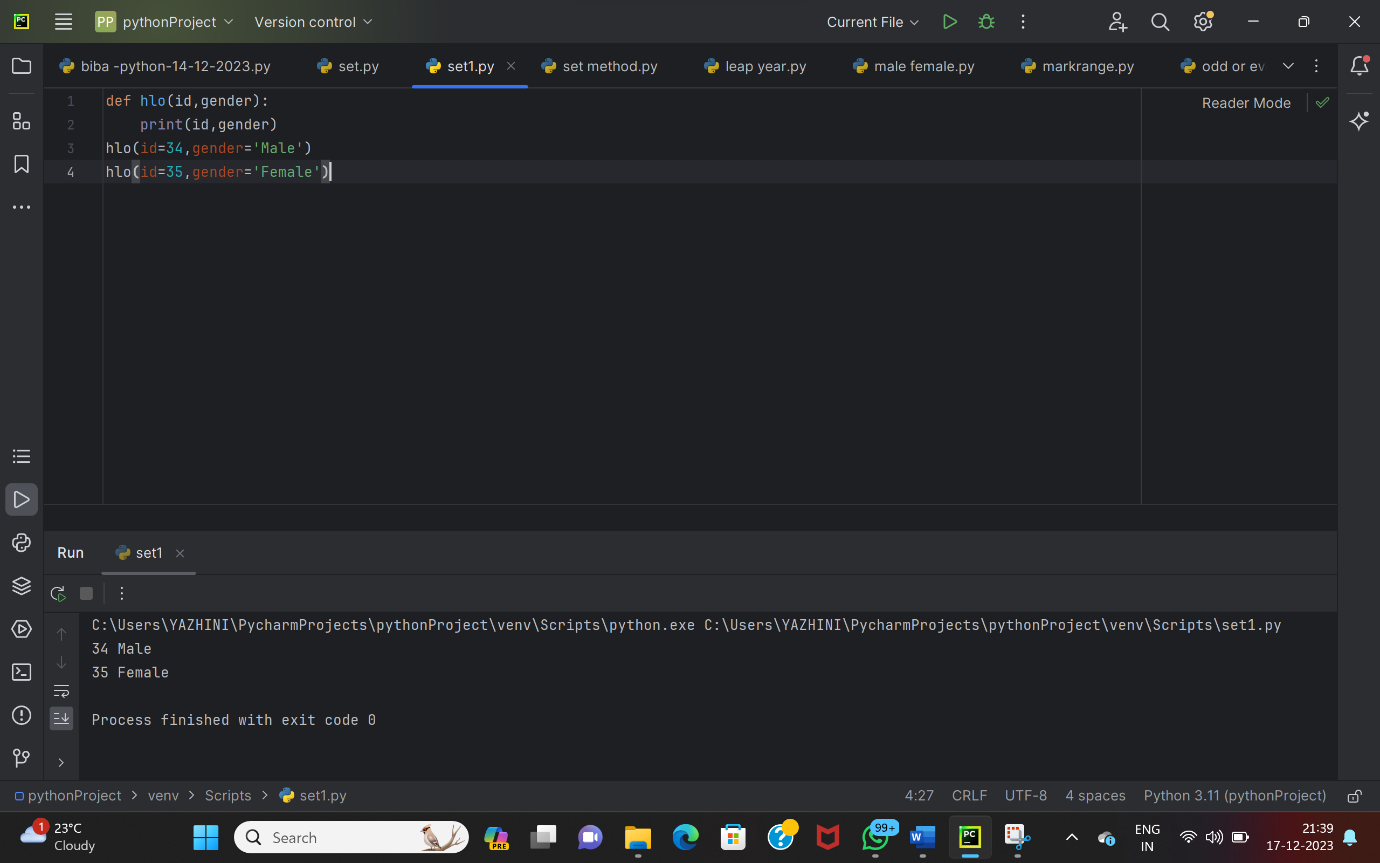 PC PP pythonProject Version control Current File
biba -python-14-12-2023.py set.py set1.py set method.py leap year.py male female.py markrange.py odd or ev
1 def hlo(id,gender): Reader Mode
2 print(id,gender)
3 hlo(id=34,gender='Male')
4 hlo(id=35,gender='Female')
Run set1
C:\Users\YAZHINI\PycharmProjects\pythonProject\venv\Scripts\python.exe C:\Users\YAZHINI\PycharmProjects\pythonProject\venv\Scripts\set1.py
34 Male
35 Female
Process finished with exit code 0
pythonProject > venv > Scripts > set1.py 4:27 CRLF UTF-8 4 spaces Python 3.11 (pythonProject)
1 23°C Search PRE 99+ W PC ENG 21:39
Cloudy IN 17-12-2023